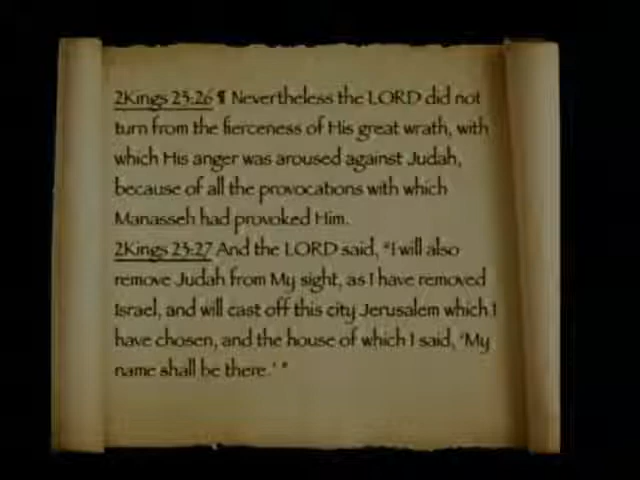 2Kings 23:26 ¶ Nevertheless the LORD did not
turn from the fierceness of His great wrath, with
which His anger was aroused against Judah,
because of all the provocations with which
Manasseh had provoked Him.
2Kings 23:27 And the LORD said, "I will also
remove Judah from My sight, as I have removed
Israel, and will cast off this city Jerusalem which I
have chosen, and the house of which I said, 'My
name shall be there.' "